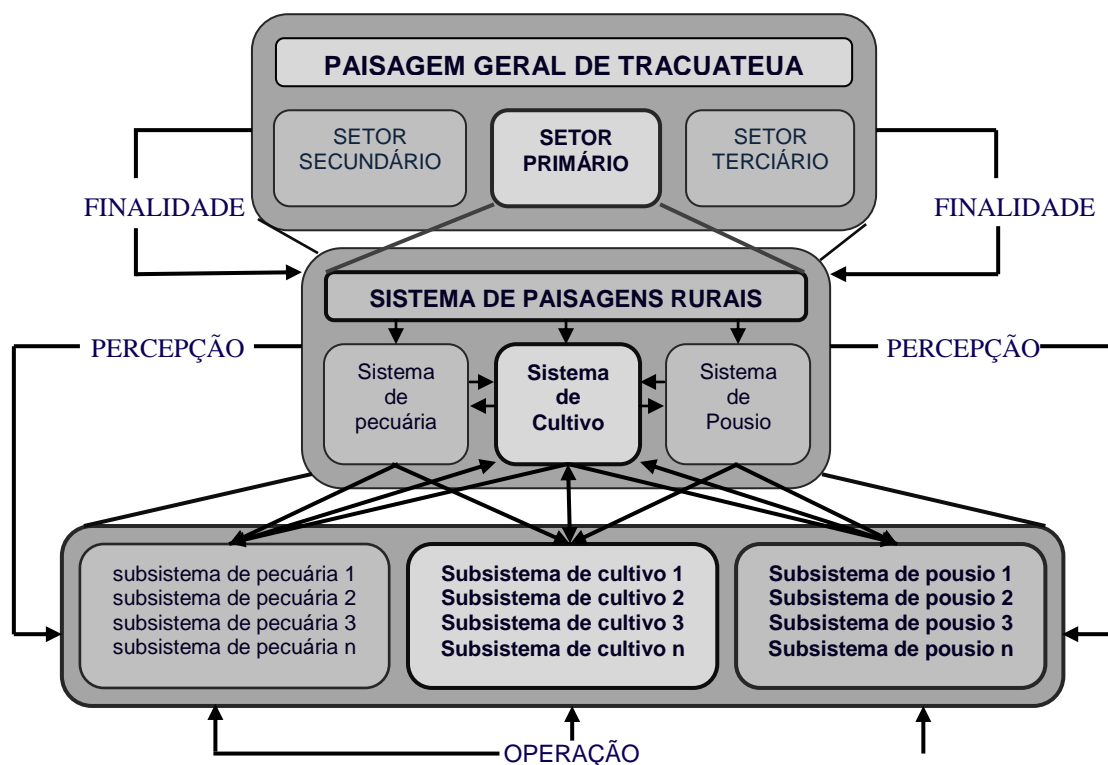 PAISAGEM GERAL DE TRACUATEUA
SETOR
SECUNDÁRIO
SETOR
PRIMÁRIO
SETOR
TERCIÁRIO
FINALIDADE
FINALIDADE
SISTEMA DE PAISAGENS RURAIS
PERCEPÇÃO
PERCEPÇÃO
Sistema
de
pecuária
Sistema
de
Cultivo
Sistema
de
Pousio
subsistema de pecuária 1
subsistema de pecuária 2
subsistema de pecuária 3
subsistema de pecuária n
Subsistema de cultivo 1
Subsistema de cultivo 2
Subsistema de cultivo 3
Subsistema de cultivo n
Subsistema de pousio 1
Subsistema de pousio 2
Subsistema de pousio 3
Subsistema de pousio n
OPERAÇÃO